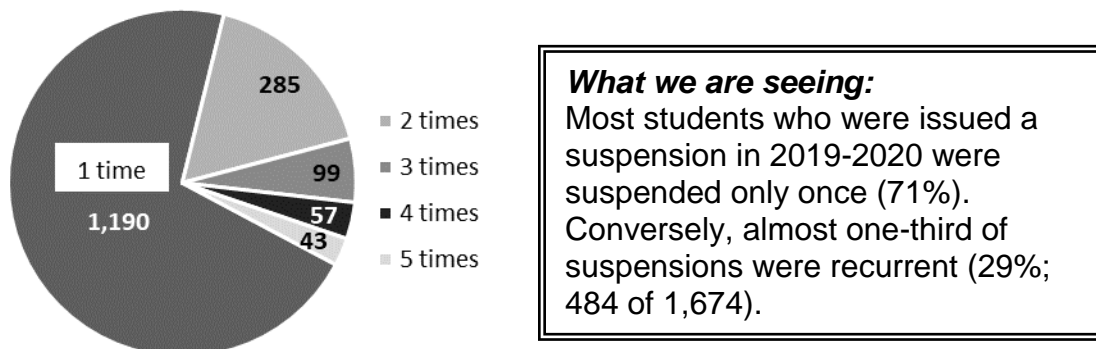 285
99
57
43
1 time
1,190
2 times
3 times
4 times
5 times
What we are seeing:
Most students who were issued a
suspension in 2019-2020 were
suspended only once (71%).
Conversely, almost one-third of
suspensions were recurrent (29%;
484 of 1,674).